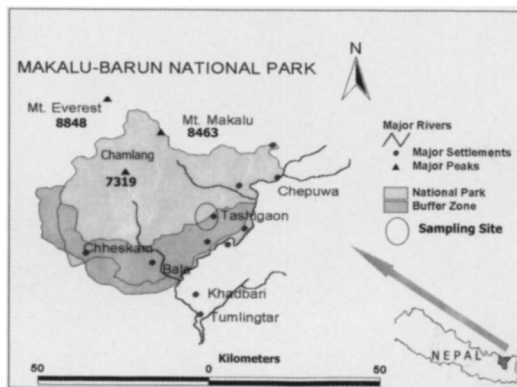 N
MAKALU-BARUN NATIONAL PARK
Mt. Everest
8848
Mt. Makalu
8463
Chamlang
7319
Chepuwa
Tashigaon
Chheskam
Bala
Khadbari
Tumlingtar
Major Rivers
Major Settlements
Major Peaks
National Park
Buffer Zone
Sampling Site
NEPAL
Kilometers
50 0 50